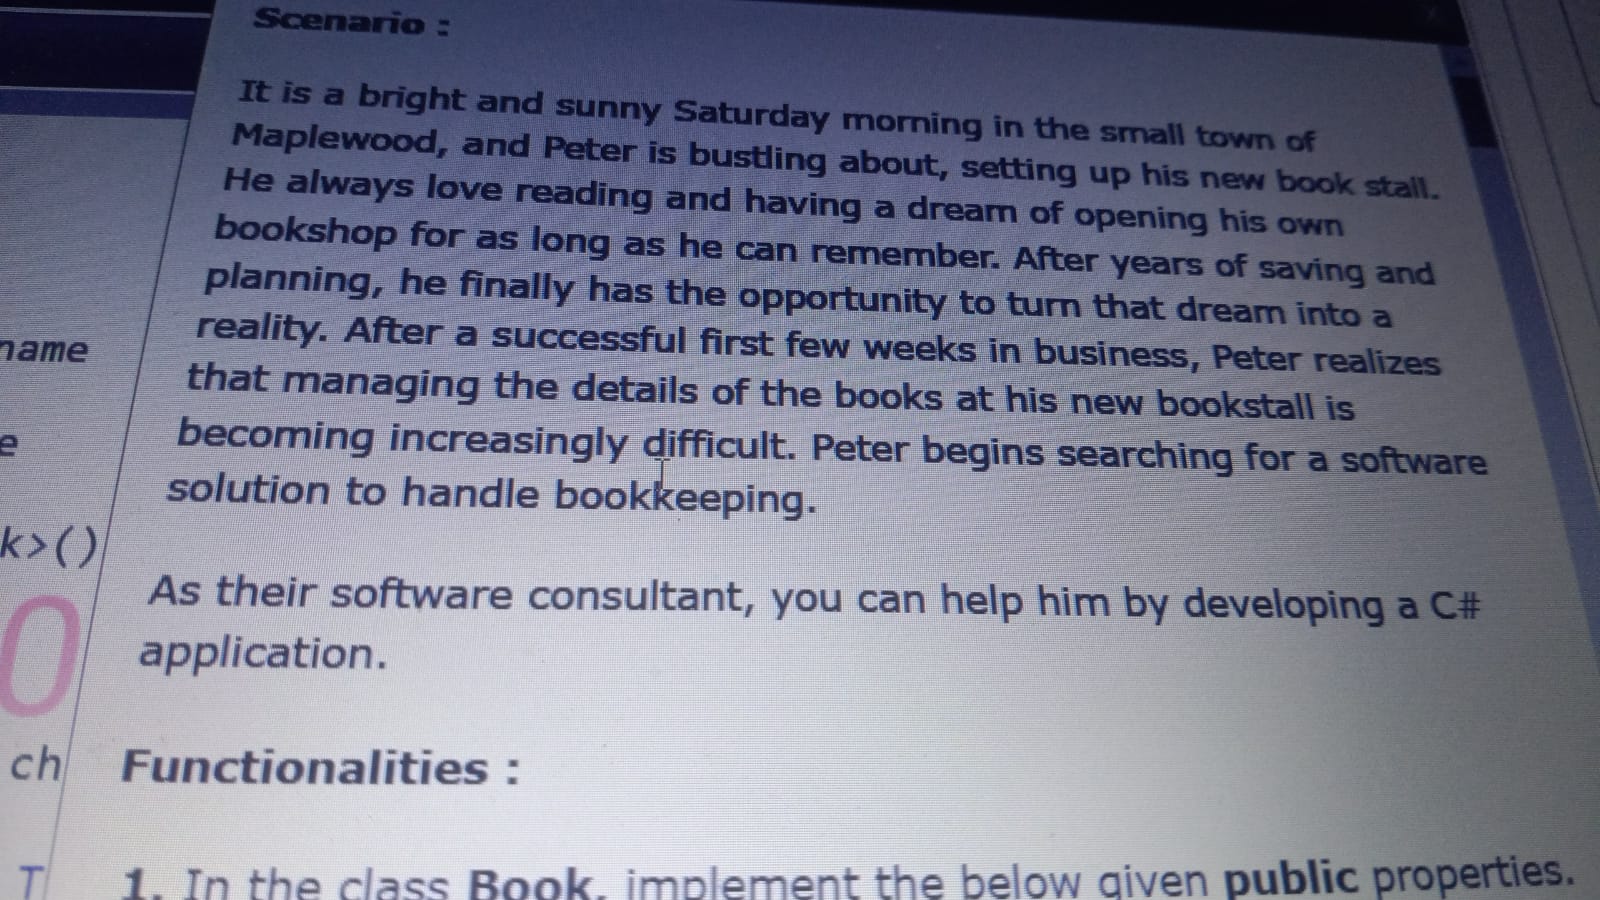 Scenario :
It is a bright and sunny Saturday morning in the small town of
Maplewood, and Peter is bustling about, setting up his new book stall.
He always love reading and having a dream of opening his own
bookshop for as long as he can remember. After years of saving and
planning, he finally has the opportunity to turn that dream into a
reality. After a successful first few weeks in business, Peter realizes
that managing the details of the books at his new bookstall is
becoming increasingly difficult. Peter begins searching for a software
solution to handle bookkeeping.
As their software consultant, you can help him by developing a C#
application.
Functionalities :
1. In the class Book, implement the below given public properties.
name
e
k>()
0
ch
T